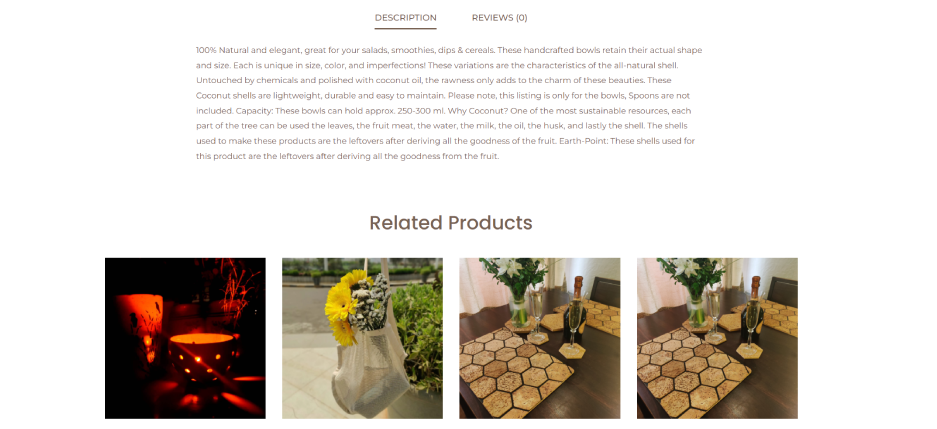 DESCRIPTION
REVIEWS (0)
100% Natural and elegant, great for your salads, smoothies, dips & cereals. These handcrafted bowls retain their actual shape
and size. Each is unique in size, color, and imperfections! These variations are the characteristics of the all-natural shell.
Untouched by chemicals and polished with coconut oil, the rawness only adds to the charm of these beauties. These
Coconut shells are lightweight, durable and easy to maintain. Please note, this listing is only for the bowls, Spoons are not
included. Capacity: These bowls can hold approx. 250-300 ml. Why Coconut? One of the most sustainable resources, each
part of the tree can be used the leaves, the fruit meat, the water, the milk, the oil, the husk, and lastly the shell. The shells
used to make these products are the leftovers after deriving all the goodness of the fruit. Earth-Point: These shells used for
this product are the leftovers after deriving all the goodness from the fruit.
Related Products